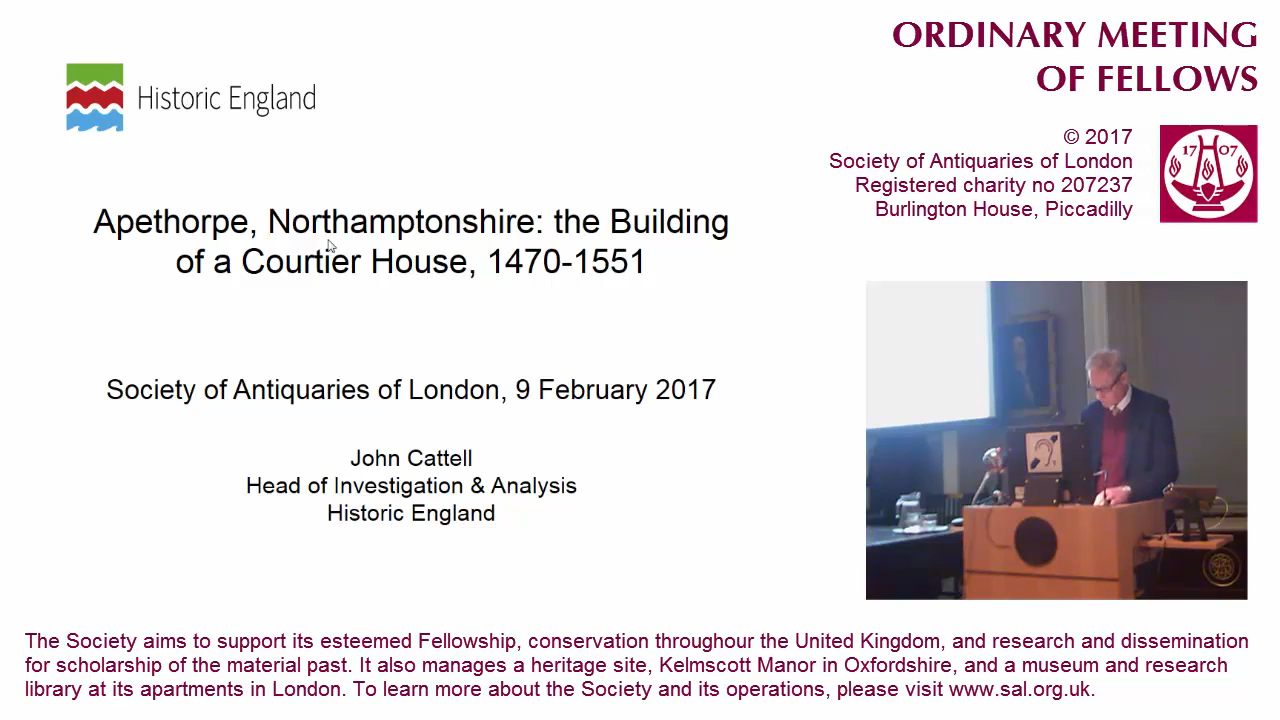 ORDINARY MEETING
OF FELLOWS
Historic England
© 2017
Society of Antiquaries of London
Registered charity no 207237
Burlington House, Piccadilly
17 07
Apethorpe, Northamptonshire: the Building
of a Courtier House, 1470-1551
Society of Antiquaries of London, 9 February 2017
John Cattell
Head of Investigation & Analysis
Historic England
The Society aims to support its esteemed Fellowship, conservation throughour the United Kingdom, and research and dissemination
for scholarship of the material past. It also manages a heritage site, Kelmscott Manor in Oxfordshire, and a museum and research
library at its apartments in London. To learn more about the Society and its operations, please visit www.sal.org.uk.